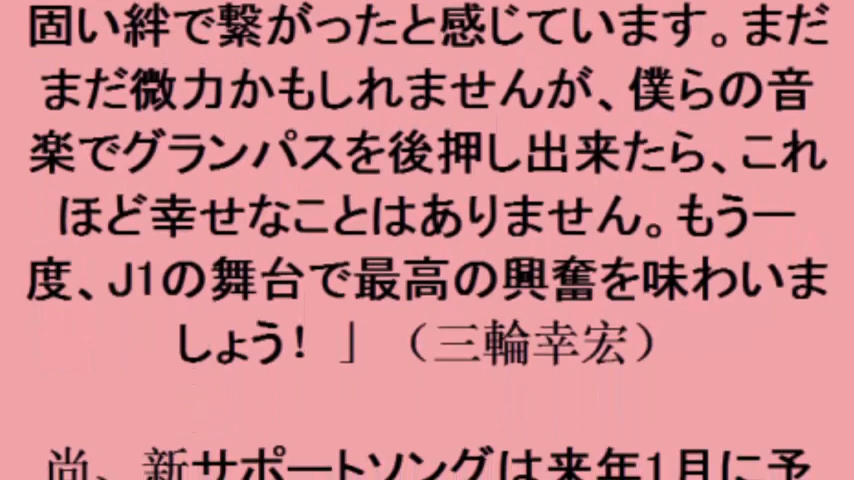 固い絆で繋がったと感じています。まだ
まだ微力かもしれませんが、僕らの音
楽でグランパスを後押し出来たら、これ
ほど幸せなことはありません。もう一
度、J1の舞台で最高の興奮を味わいま
しょう！」（三輪幸宏）
尚、新サポートソングは来年1月に予